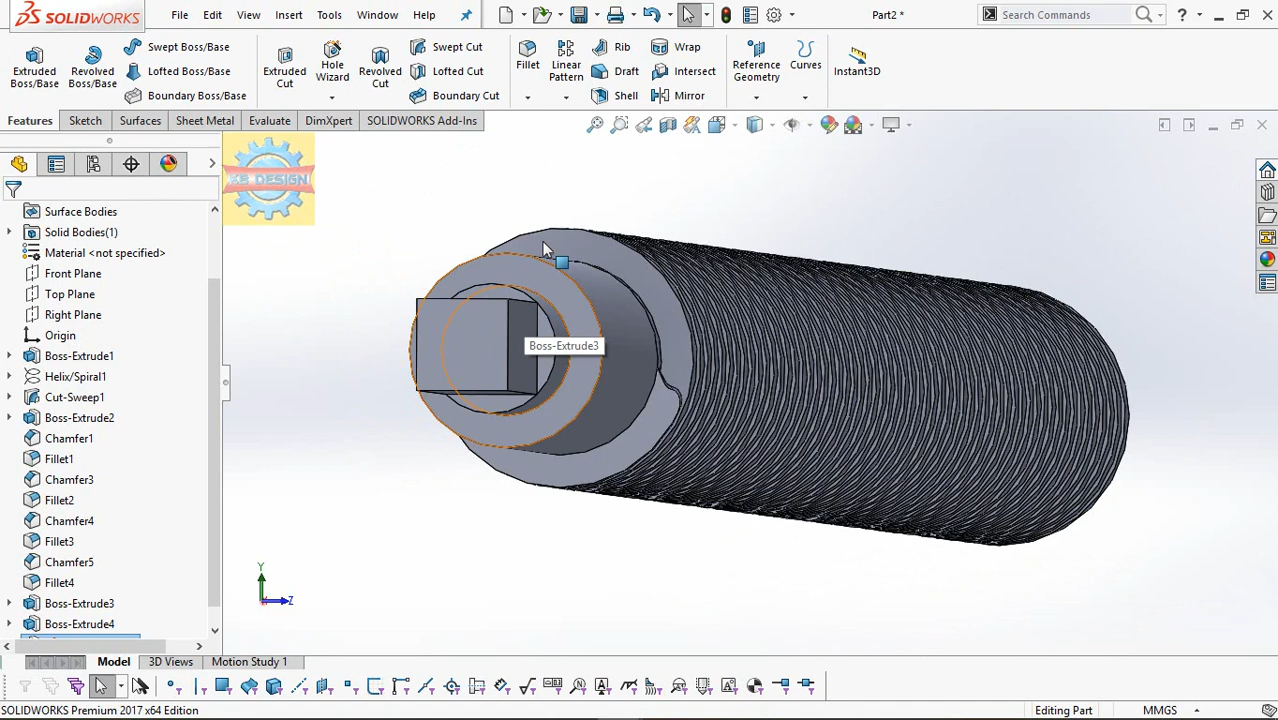 SOLIDWORKS
File Edit View Insert Tools Window Help
Part2 *
Search Commands
Extruded Boss/Base
Revolved Boss/Base
Swept Boss/Base
Lofted Boss/Base
Boundary Boss/Base
Extruded Cut
Hole Wizard
Revolved Cut
Swept Cut
Lofted Cut
Boundary Cut
Fillet
Linear Pattern
Rib
Draft
Shell
Wrap
Intersect
Mirror
Reference Geometry
Curves
Instant3D
Features Sketch Surfaces Sheet Metal Evaluate DimXpert SOLIDWORKS Add-Ins
KS DESIGN
Surface Bodies
Solid Bodies(1)
Material <not specified>
Front Plane
Top Plane
Right Plane
Origin
Boss-Extrude1
Helix/Spiral1
Cut-Sweep1
Boss-Extrude2
Chamfer1
Fillet1
Chamfer3
Fillet2
Chamfer4
Fillet3
Chamfer5
Fillet4
Boss-Extrude3
Boss-Extrude4
Boss-Extrude3
Y
Z
Model 3D Views Motion Study 1
SOLIDWORKS Premium 2017 x64 Edition
Editing Part
MMGS